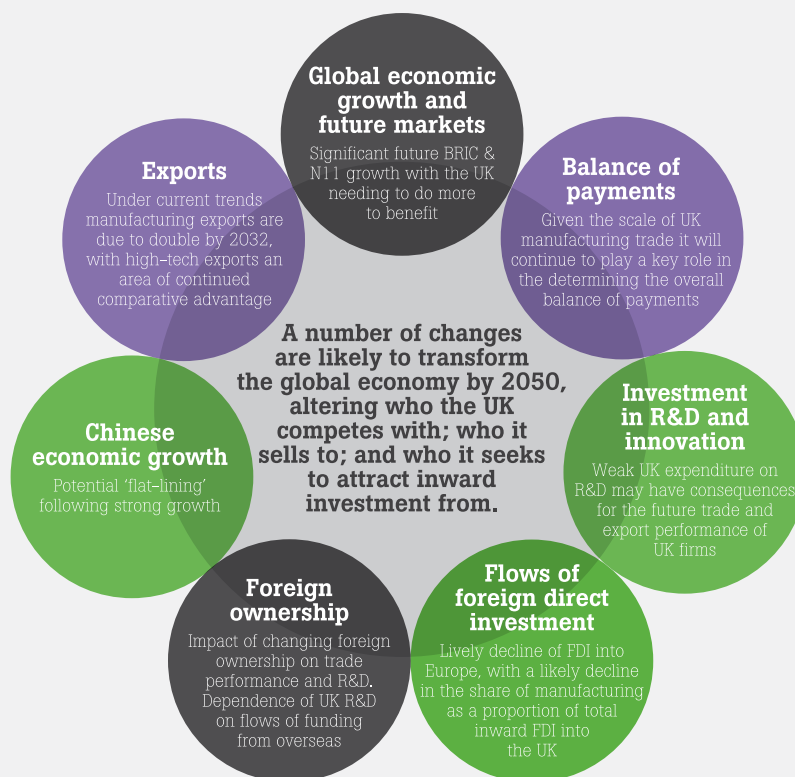 Global economic
growth and
future markets
Significant future BRIC &
N11 growth with the UK
needing to do more
to benefit
Balance of
payments
Given the scale of UK
manufacturing trade it will
continue to play a key role in
the determining the overall
balance of payments
Investment
in R&D and
innovation
Weak UK expenditure on
R&D may have consequences
for the future trade and
export performance of
UK firms
Flows of
foreign direct
investment
Lively decline of FDI into
Europe, with a likely decline
in the share of manufacturing
as a proportion of total
inward FDI into
the UK
Foreign
ownership
Impact of changing foreign
ownership on trade
performance and R&D.
Dependence of UK R&D
on flows of funding
from overseas
Chinese
economic growth
Potential ‘flat-lining’
following strong growth
Exports
Under current trends
manufacturing exports are
due to double by 2032,
with high-tech exports an
area of continued
comparative advantage
A number of changes
are likely to transform
the global economy by 2050,
altering who the UK
competes with; who it
sells to; and who it seeks
to attract inward
investment from.